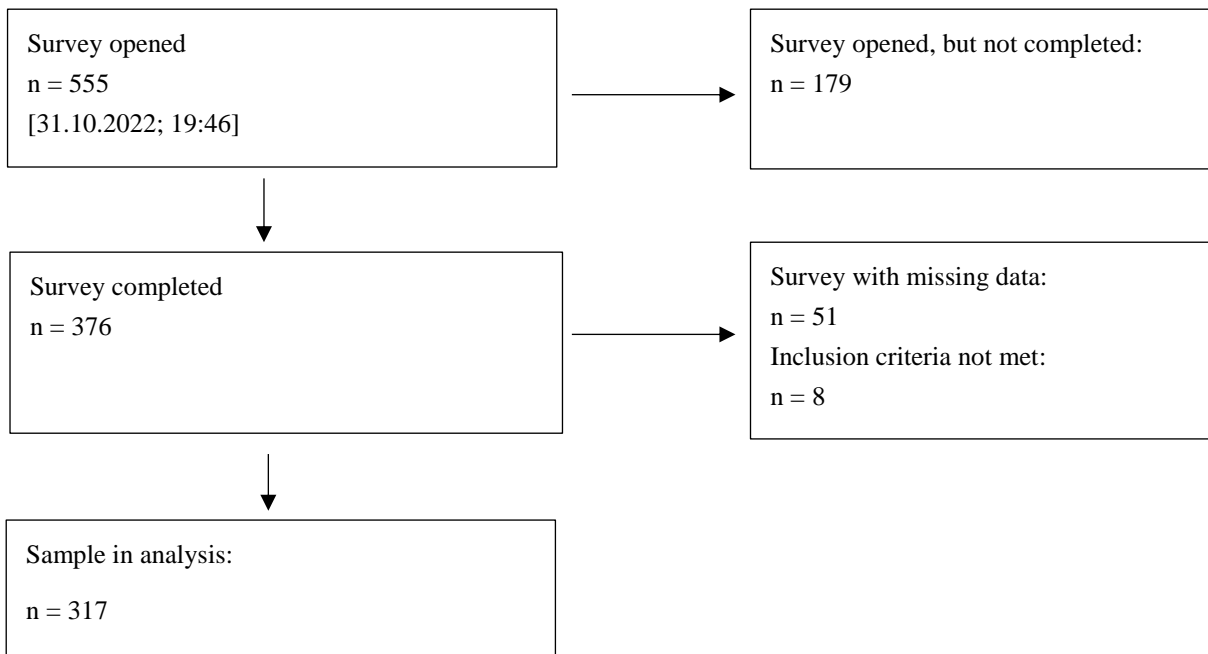 Survey opened
n = 555
[31.10.2022; 19:46]
Survey opened, but not completed:
n = 179
Survey completed
n = 376
Survey with missing data:
n = 51
Inclusion criteria not met:
n = 8
Sample in analysis:
n = 317